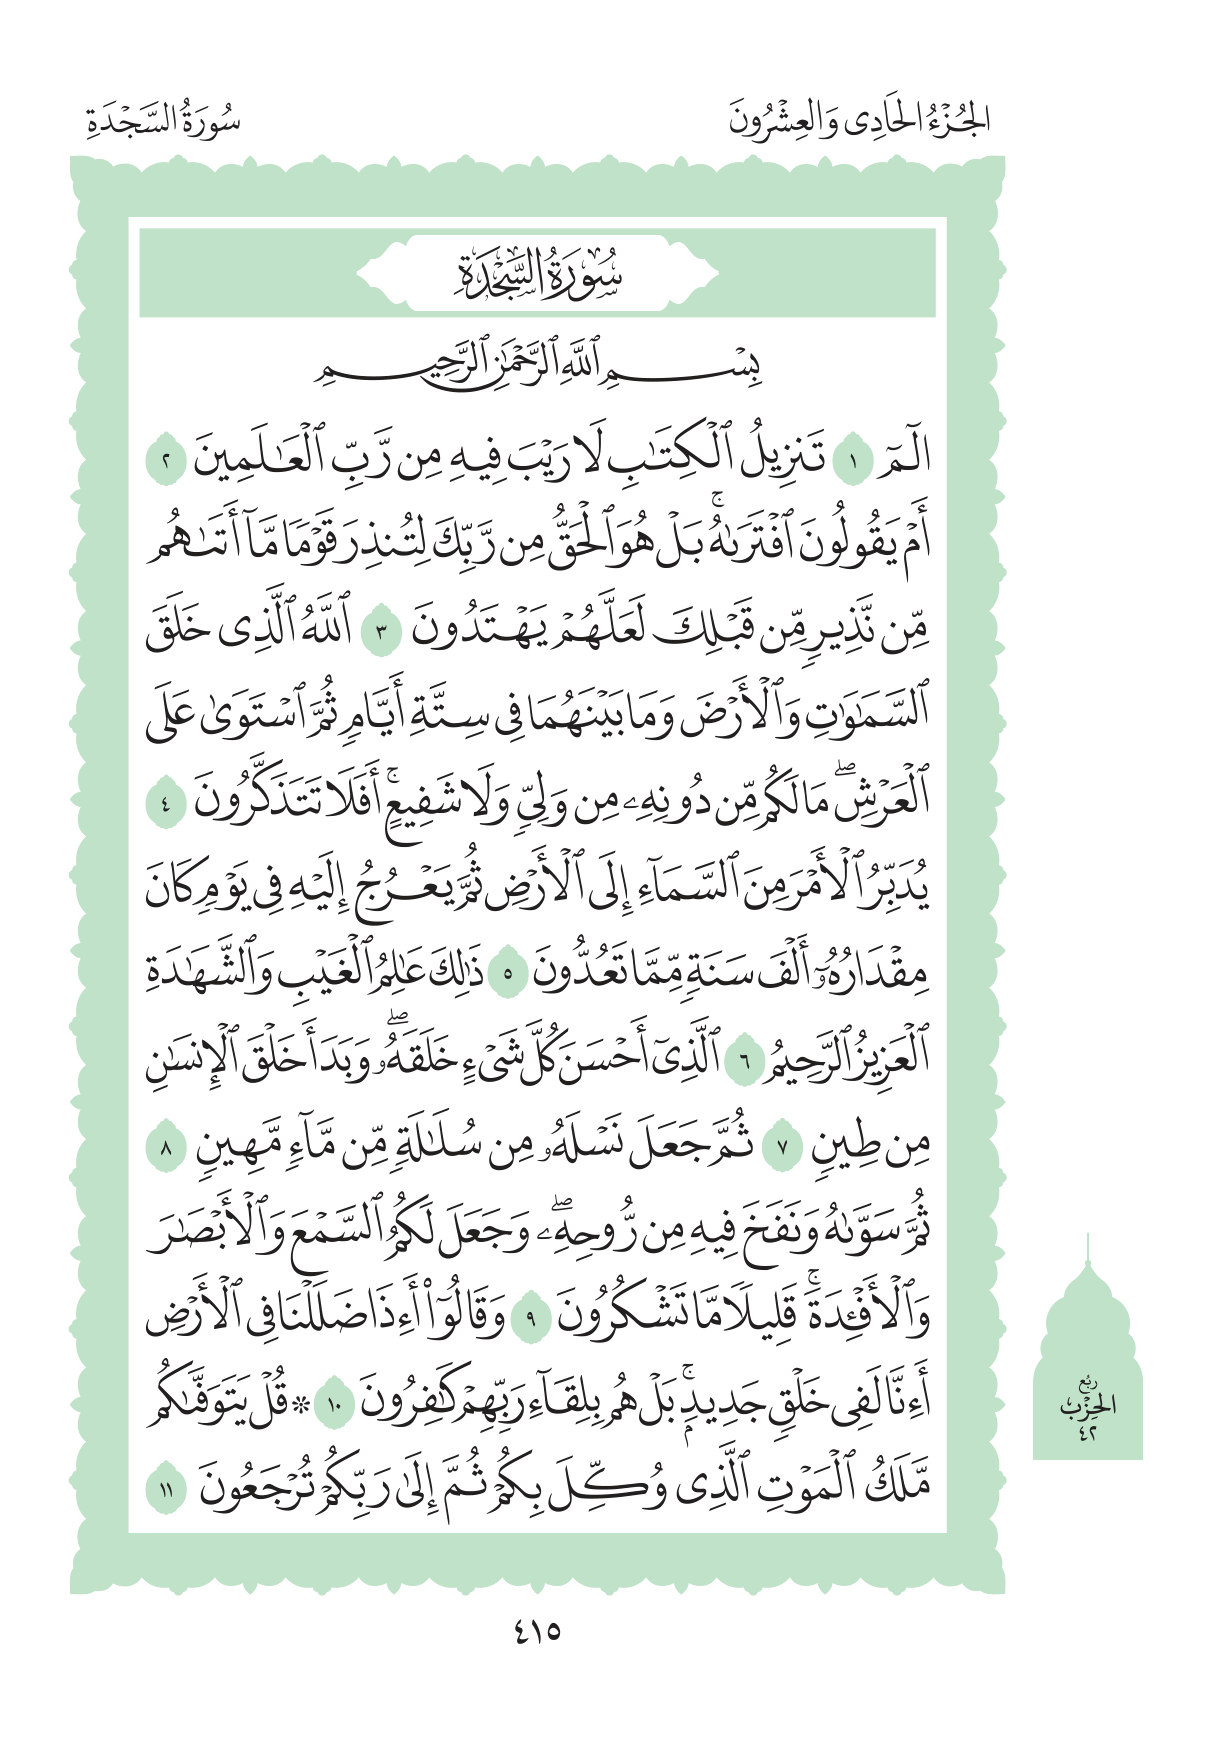 الجُزْءُ الحَادِى وَالعِشْرُونَ
سُورَةُ السَّجْدَةِ
سُورَةُ السَّجْدَةِ
بِسْمِ ٱللَّهِ ٱلرَّحْمَٰنِ ٱلرَّحِيمِ
الٓمٓ ١ تَنزِيلُ ٱلْكِتَٰبِ لَا رَيْبَ فِيهِ مِن رَّبِّ ٱلْعَٰلَمِينَ ٢
أَمْ يَقُولُونَ ٱفْتَرَىٰهُ ۚ بَلْ هُوَ ٱلْحَقُّ مِن رَّبِّكَ لِتُنذِرَ قَوْمًا مَّآ أَتَىٰهُم
مِّن نَّذِيرٍ مِّن قَبْلِكَ لَعَلَّهُمْ يَهْتَدُونَ ٣ ٱللَّهُ ٱلَّذِى خَلَقَ
ٱلسَّمَٰوَٰتِ وَٱلْأَرْضَ وَمَا بَيْنَهُمَا فِى سِتَّةِ أَيَّامٍ ثُمَّ ٱسْتَوَىٰ عَلَى
ٱلْعَرْشِ ۖ مَا لَكُم مِّن دُونِهِۦ مِن وَلِىٍّ وَلَا شَفِيعٍ ۚ أَفَلَا تَتَذَكَّرُونَ ٤
يُدَبِّرُ ٱلْأَمْرَ مِنَ ٱلسَّمَآءِ إِلَى ٱلْأَرْضِ ثُمَّ يَعْرُجُ إِلَيْهِ فِى يَوْمٍ كَانَ
مِقْدَارُهُۥٓ أَلْفَ سَنَةٍ مِّمَّا تَعُدُّونَ ٥ ذَٰلِكَ عَٰلِمُ ٱلْغَيْبِ وَٱلشَّهَٰدَةِ
ٱلْعَزِيزُ ٱلرَّحِيمُ ٦ ٱلَّذِىٓ أَحْسَنَ كُلَّ شَىْءٍ خَلَقَهُۥ ۖ وَبَدَأَ خَلْقَ ٱلْإِنسَٰنِ
مِن طِينٍ ٧ ثُمَّ جَعَلَ نَسْلَهُۥ مِن سُلَٰلَةٍ مِّن مَّآءٍ مَّهِينٍ ٨
ثُمَّ سَوَّىٰهُ وَنَفَخَ فِيهِ مِن رُّوحِهِۦ ۖ وَجَعَلَ لَكُمُ ٱلسَّمْعَ وَٱلْأَبْصَٰرَ
وَٱلْأَفْـِٔدَةَ ۚ قَلِيلًا مَّا تَشْكُرُونَ ٩ وَقَالُوٓا۟ أَءِذَا ضَلَلْنَا فِى ٱلْأَرْضِ
أَءِنَّا لَفِى خَلْقٍ جَدِيدٍۭ ۚ بَلْ هُم بِلِقَآءِ رَبِّهِمْ كَٰفِرُونَ ١٠ * قُلْ يَتَوَفَّىٰكُم
مَّلَكُ ٱلْمَوْتِ ٱلَّذِى وُكِّلَ بِكُمْ ثُمَّ إِلَىٰ رَبِّكُمْ تُرْجَعُونَ ١١
رُبْع
الحِزْب
٤٢
٤١٥